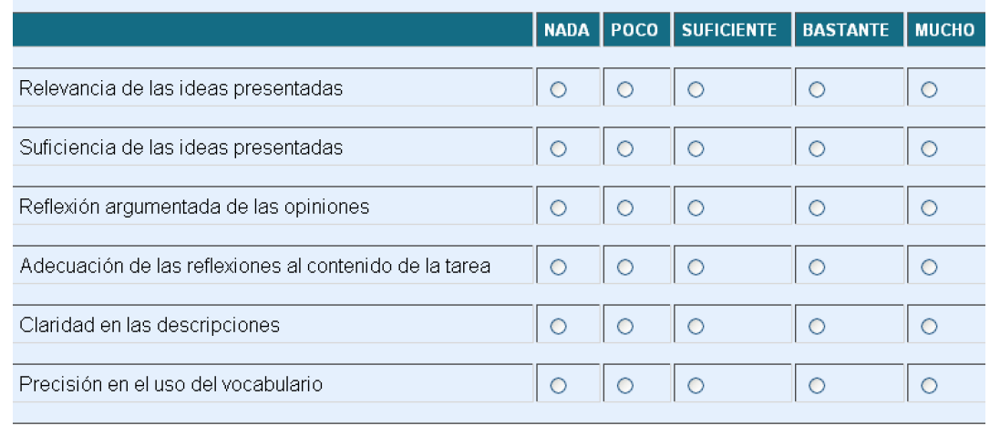 NADA POCO SUFICIENTE BASTANTE MUCHO
Relevancia de las ideas presentadas
Suficiencia de las ideas presentadas
Reflexión argumentada de las opiniones
Adecuación de las reflexiones al contenido de la tarea
Claridad en las descripciones
Precisión en el uso del vocabulario